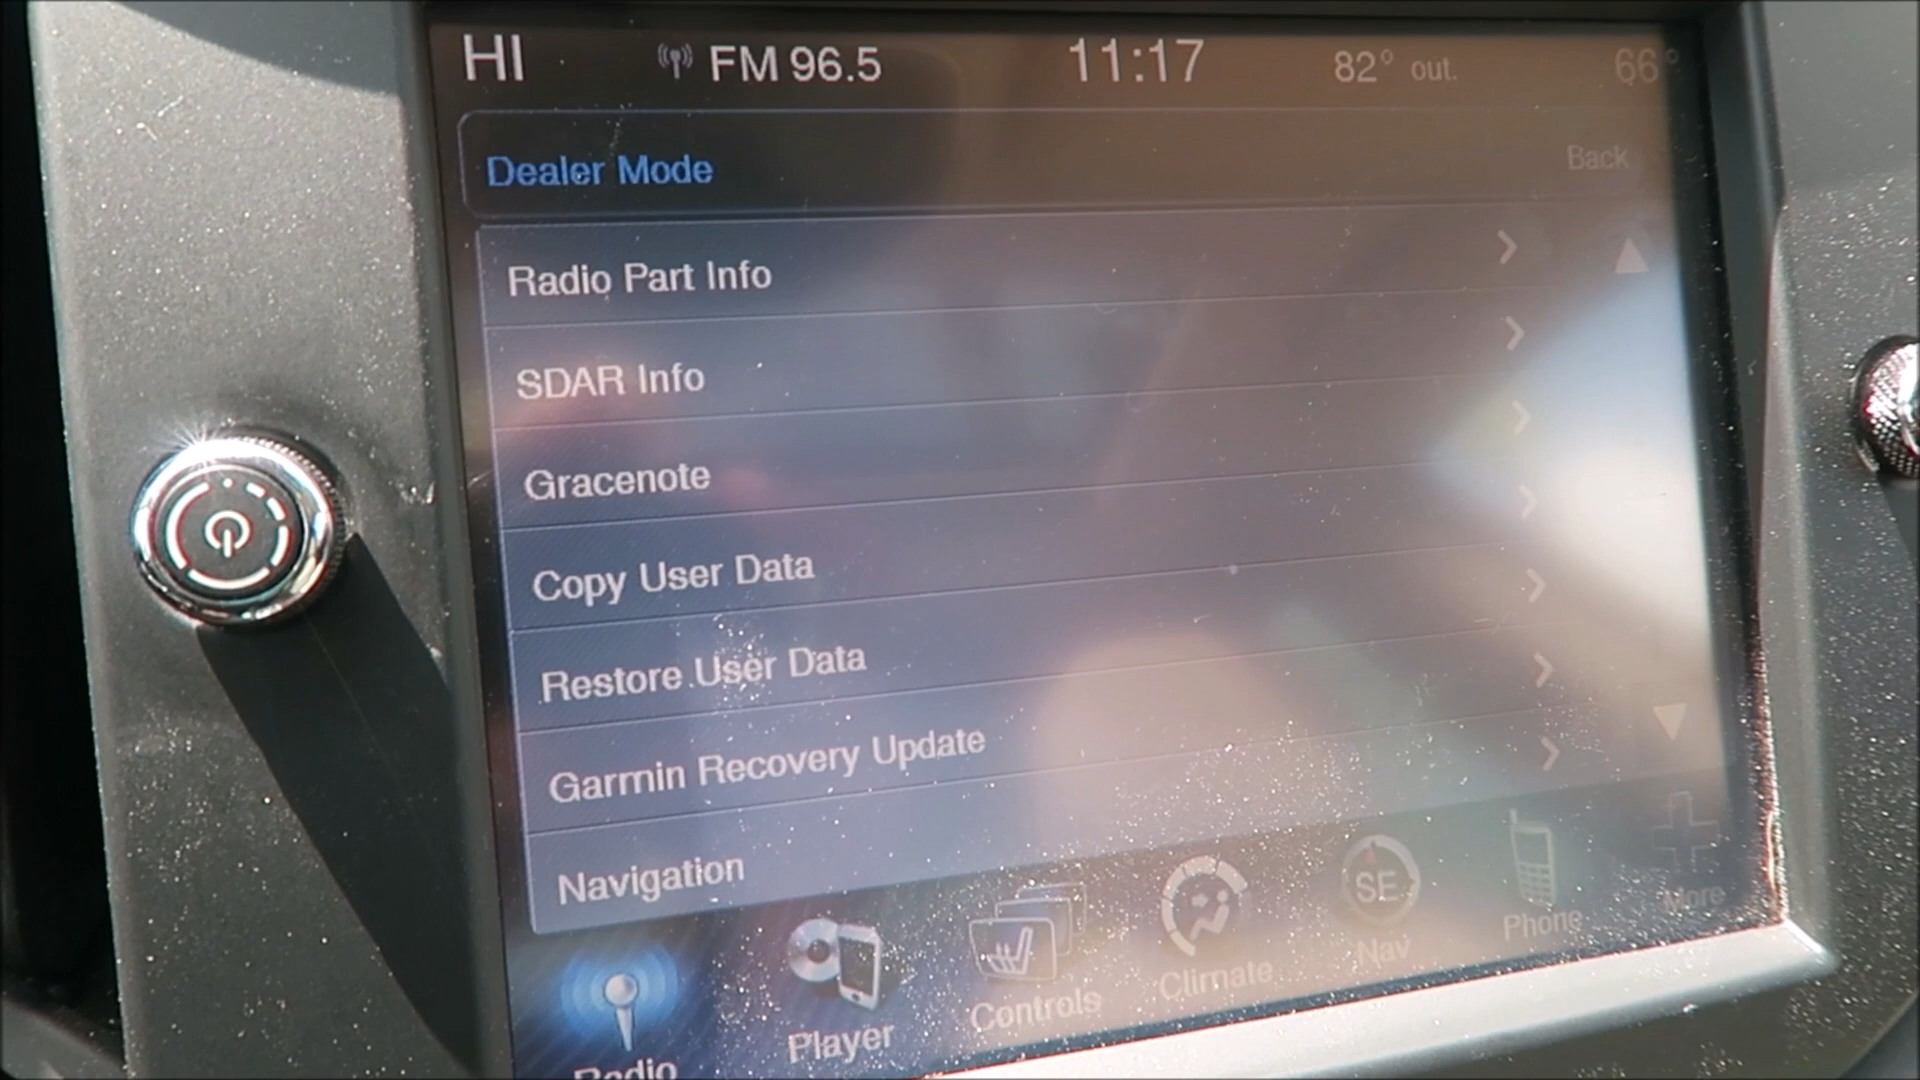 HI FM 96.5 11:17 82° out. 66°
Dealer Mode Back
Radio Part Info
SDAR Info
Gracenote
Copy User Data
Restore User Data
Garmin Recovery Update
Navigation
SE
Radio Player Controls Climate Nav Phone More